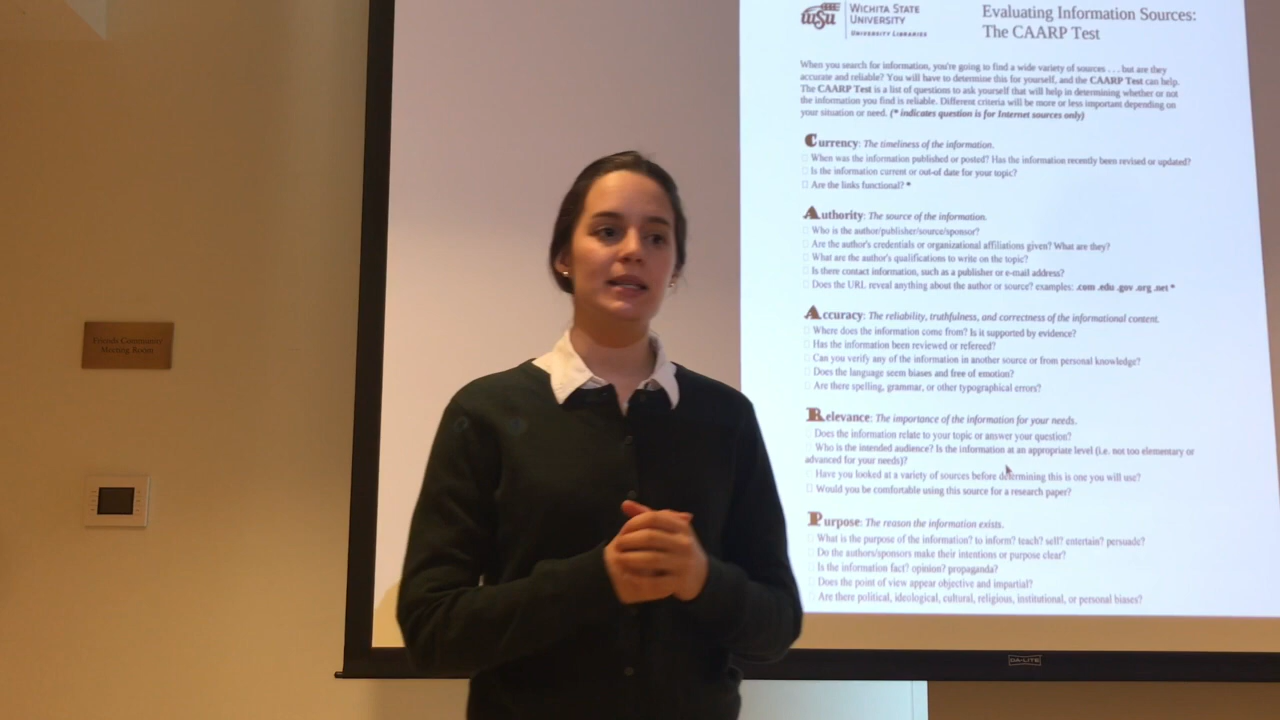 WSU
WICHITA STATE
UNIVERSITY
UNIVERSITY LIBRARIES
Evaluating Information Sources:
The CAARP Test
When you search for information, you're going to find a wide variety of sources . . . but are they
accurate and reliable? You will have to determine this for yourself, and the CAARP Test can help.
The CAARP Test is a list of questions to ask yourself that will help in determining whether or not
the information you find is reliable. Different criteria will be more or less important depending on
your situation or need. (* indicates question is for Internet sources only)
Currency: The timeliness of the information.
When was the information published or posted? Has the information recently been revised or updated?
Is the information current or out-of date for your topic?
Are the links functional? *
Authority: The source of the information.
Who is the author/publisher/source/sponsor?
Are the author's credentials or organizational affiliations given? What are they?
What are the author's qualifications to write on the topic?
Is there contact information, such as a publisher or e-mail address?
Does the URL reveal anything about the author or source? examples: .com .edu .gov .org .net *
Accuracy: The reliability, truthfulness, and correctness of the informational content.
Where does the information come from? Is it supported by evidence?
Has the information been reviewed or refereed?
Can you verify any of the information in another source or from personal knowledge?
Does the language seem biases and free of emotion?
Are there spelling, grammar, or other typographical errors?
Relevance: The importance of the information for your needs.
Does the information relate to your topic or answer your question?
Who is the intended audience? Is the information at an appropriate level (i.e. not too elementary or
advanced for your needs)?
Have you looked at a variety of sources before determining this is one you will use?
Would you be comfortable using this source for a research paper?
Purpose: The reason the information exists.
What is the purpose of the information? to inform? teach? sell? entertain? persuade?
Do the authors/sponsors make their intentions or purpose clear?
Is the information fact? opinion? propaganda?
Does the point of view appear objective and impartial?
Are there political, ideological, cultural, religious, institutional, or personal biases?
Friends Community
Meeting Room
DA-LITE